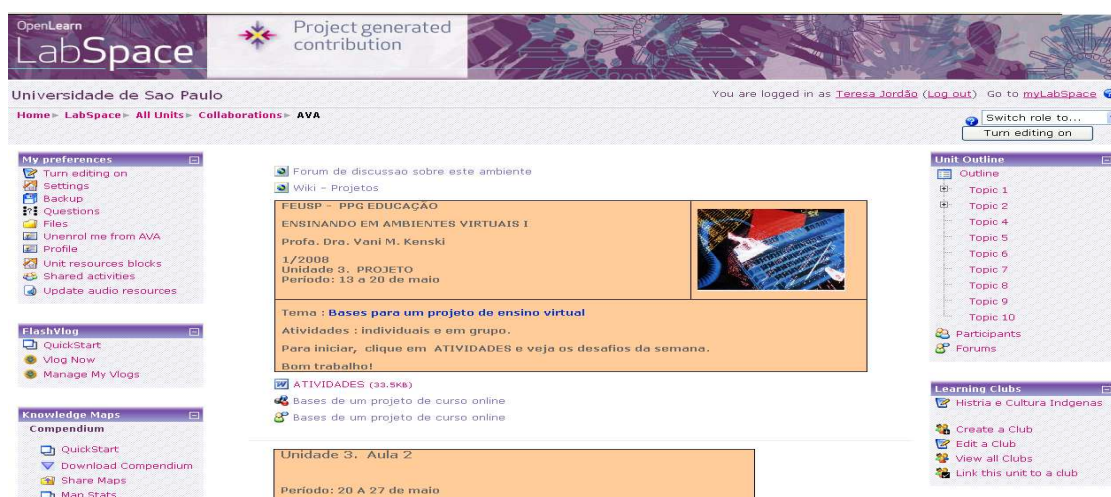 OpenLearn
LabSpace
Project generated
contribution
Universidade de Sao Paulo
You are logged in as Teresa Jordão (Log out) Go to myLabSpace
Home► LabSpace► All Units► Collaborations► AVA
Switch role to...
Turn editing on
My preferences
Turn editing on
Settings
Backup
Questions
Files
Unenrol me from AVA
Profile
Unit resources blocks
Shared activities
Update audio resources
FlashVlog
QuickStart
Vlog Now
Manage My Vlogs
Knowledge Maps
Compendium
QuickStart
Download Compendium
Share Maps
Map Stats
Forum de discussao sobre este ambiente
Wiki - Projetos
FEUSP - PPG EDUCAÇÃO
ENSINANDO EM AMBIENTES VIRTUAIS I
Profa. Dra. Vani M. Kenski
1/2008
Unidade 3. PROJETO
Período: 13 a 20 de maio
Tema : Bases para um projeto de ensino virtual
Atividades : individuais e em grupo.
Para iniciar, clique em ATIVIDADES e veja os desafios da semana.
Bom trabalho!
ATIVIDADES (33.5KB)
Bases de um projeto de curso online
Bases de um projeto de curso online
Unidade 3. Aula 2
Período: 20 A 27 de maio
Unit Outline
Outline
Topic 1
Topic 2
Topic 4
Topic 5
Topic 6
Topic 7
Topic 8
Topic 9
Topic 10
Participants
Forums
Learning Clubs
Histria e Cultura Indgenas
Create a Club
Edit a Club
View all Clubs
Link this unit to a club